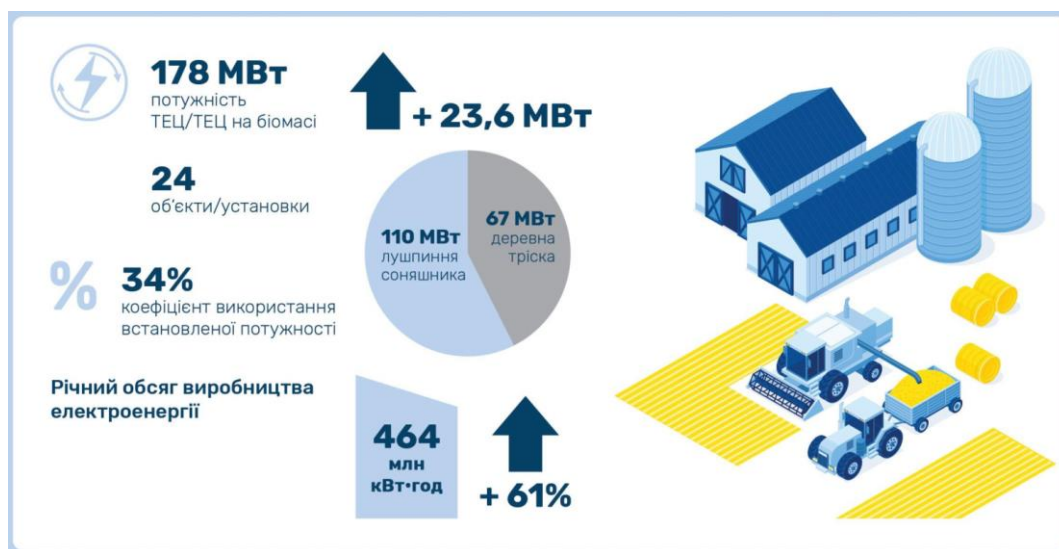 178 МВт
потужність
ТЕЦ/ТЕЦ на біомасі
+ 23,6 МВт
24
об'єкти/установки
110 МВт
лушпиння
соняшника
67 МВт
деревна
тріска
%
34%
коефіцієнт використання
встановленої потужності
Річний обсяг виробництва
електроенергії
464
млн
кВт•год
+ 61%